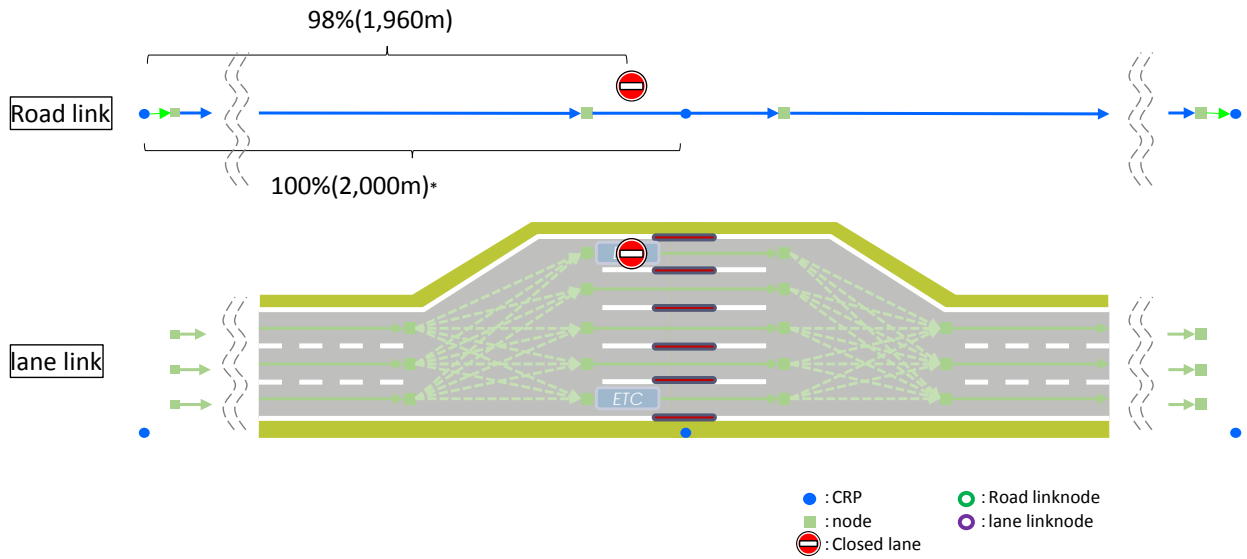 98%(1,960m)
Road link
100%(2,000m)*
lane link
ETC
: CRP
: Road linknode
: node
: lane linknode
: Closed lane